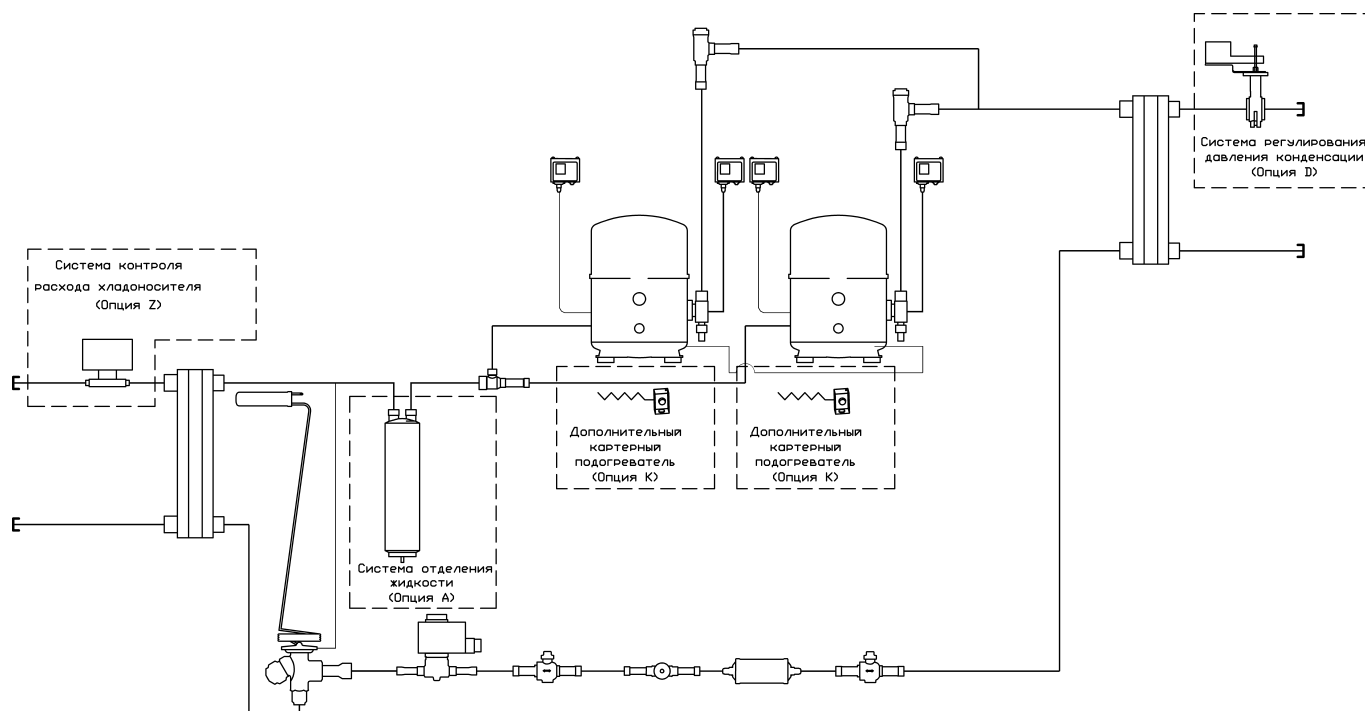 Система регулирования
давления конденсации
(Опция D)
Система контроля
расхода хладоносителя
(Опция Z)
Дополнительный
картерный
подогреватель
(Опция K)
Дополнительный
картерный
подогреватель
(Опция K)
Система отделения
жидкости
(Опция A)